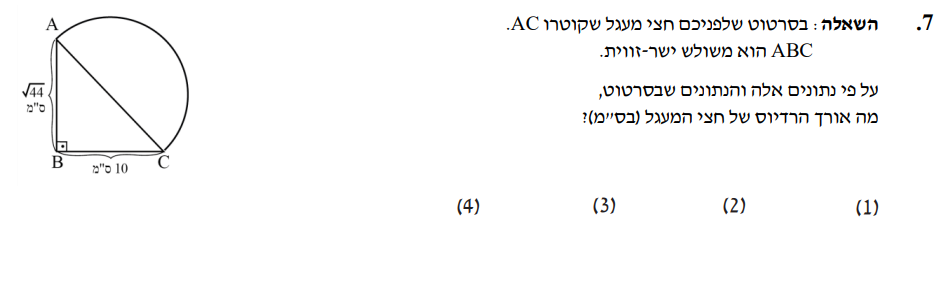 7. השאלה : בסרטוט שלפניכם חצי מעגל שקוטרו AC.
ABC הוא משולש ישר-זווית.
על פי נתונים אלה והנתונים שבסרטוט,
מה אורך הרדיוס של חצי המעגל (בס״מ)?
(1) (2) (3) (4)
A
√44
ס"מ
B
C
10 ס"מ